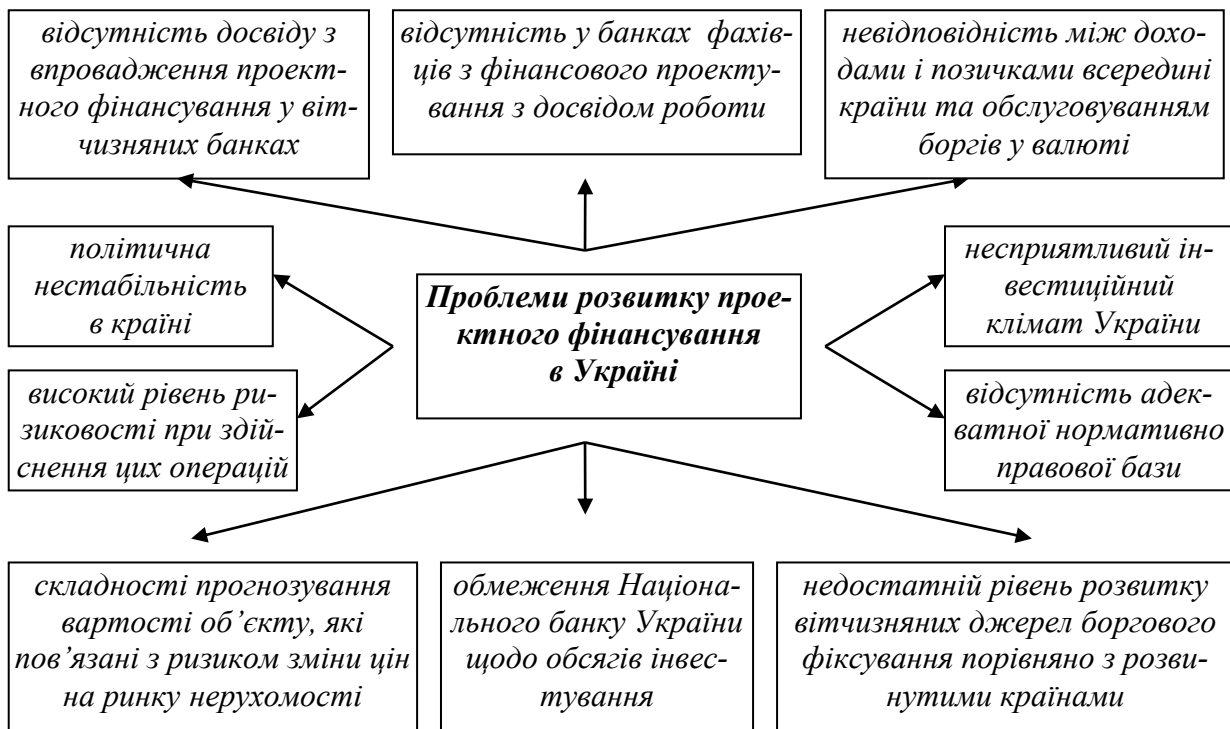 відсутність досвіду з
впровадження проект-
ного фінансування у віт-
чизняних банках
відсутність у банках фахів-
ців з фінансового проекту-
вання з досвідом роботи
невідповідність між дохо-
дами і позичками всередині
країни та обслуговуванням
боргів у валюті
політична
нестабільність
в країні
Проблеми розвитку прое-
ктного фінансування
в Україні
несприятливий ін-
вестиційний
клімат України
високий рівень ри-
зиковості при здій-
снення цих операцій
відсутність адек-
ватної нормативно
правової бази
складності прогнозування
вартості об’єкту, які
пов’язані з ризиком зміни цін
на ринку нерухомості
обмеження Націона-
льного банку України
щодо обсягів інвес-
тування
недостатній рівень розвитку
вітчизняних джерел боргового
фіксування порівняно з розви-
нутими країнами